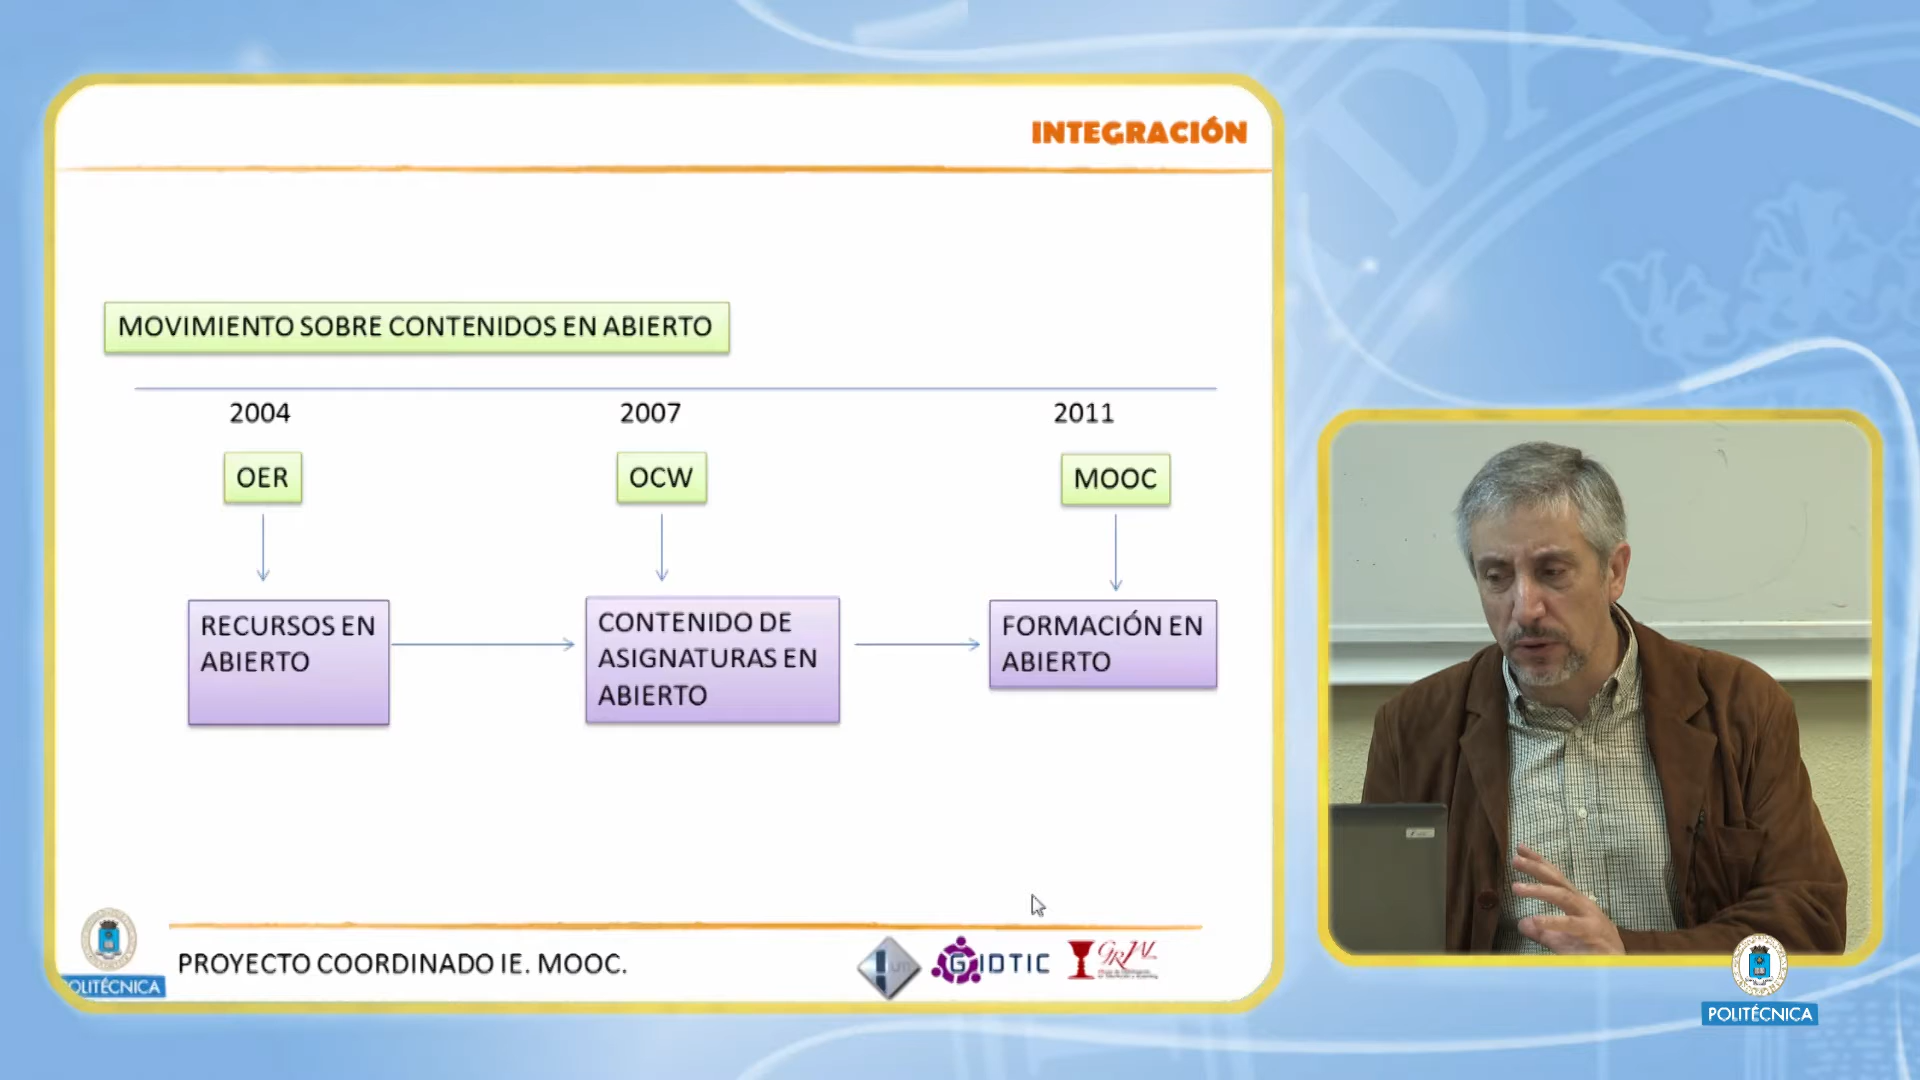 INTEGRACIÓN
MOVIMIENTO SOBRE CONTENIDOS EN ABIERTO
2004
2007
2011
OER
OCW
MOOC
RECURSOS EN
ABIERTO
CONTENIDO DE
ASIGNATURAS EN
ABIERTO
FORMACIÓN EN
ABIERTO
PROYECTO COORDINADO IE. MOOC.
GIDTIC
GRIAL
POLITÉCNICA